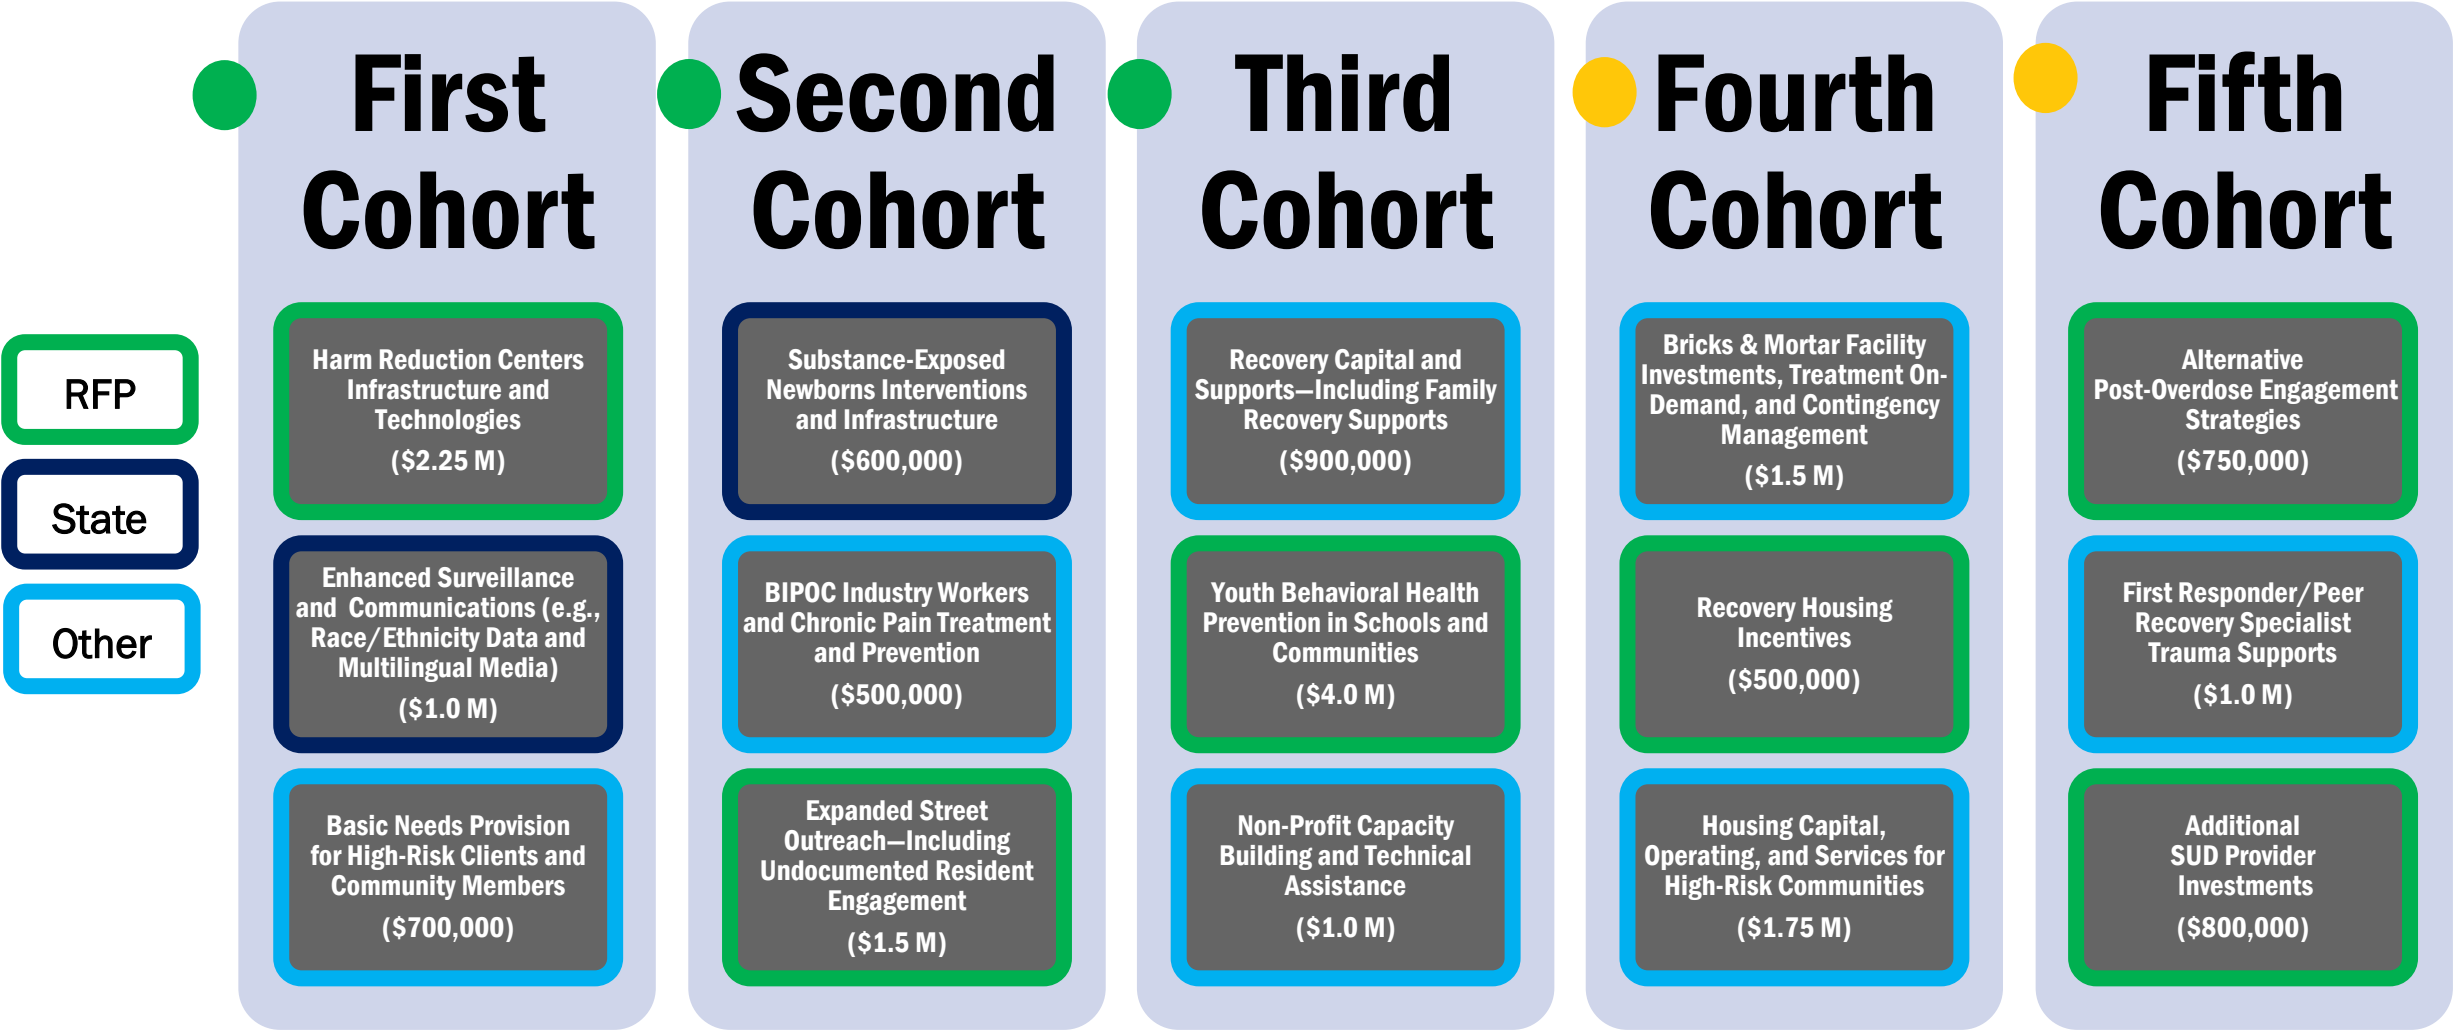 RFP
State
Other
First
Cohort
Harm Reduction Centers
Infrastructure and
Technologies
($2.25 M)
Enhanced Surveillance
and Communications (e.g.,
Race/Ethnicity Data and
Multilingual Media)
($1.0 M)
Basic Needs Provision
for High-Risk Clients and
Community Members
($700,000)
Second
Cohort
Substance-Exposed
Newborns Interventions
and Infrastructure
($600,000)
BIPOC Industry Workers
and Chronic Pain Treatment
and Prevention
($500,000)
Expanded Street
Outreach—Including
Undocumented Resident
Engagement
($1.5 M)
Third
Cohort
Recovery Capital and
Supports—Including Family
Recovery Supports
($900,000)
Youth Behavioral Health
Prevention in Schools and
Communities
($4.0 M)
Non-Profit Capacity
Building and Technical
Assistance
($1.0 M)
Fourth
Cohort
Bricks & Mortar Facility
Investments, Treatment On-
Demand, and Contingency
Management
($1.5 M)
Recovery Housing
Incentives
($500,000)
Housing Capital,
Operating, and Services for
High-Risk Communities
($1.75 M)
Fifth
Cohort
Alternative
Post-Overdose Engagement
Strategies
($750,000)
First Responder/Peer
Recovery Specialist
Trauma Supports
($1.0 M)
Additional
SUD Provider
Investments
($800,000)